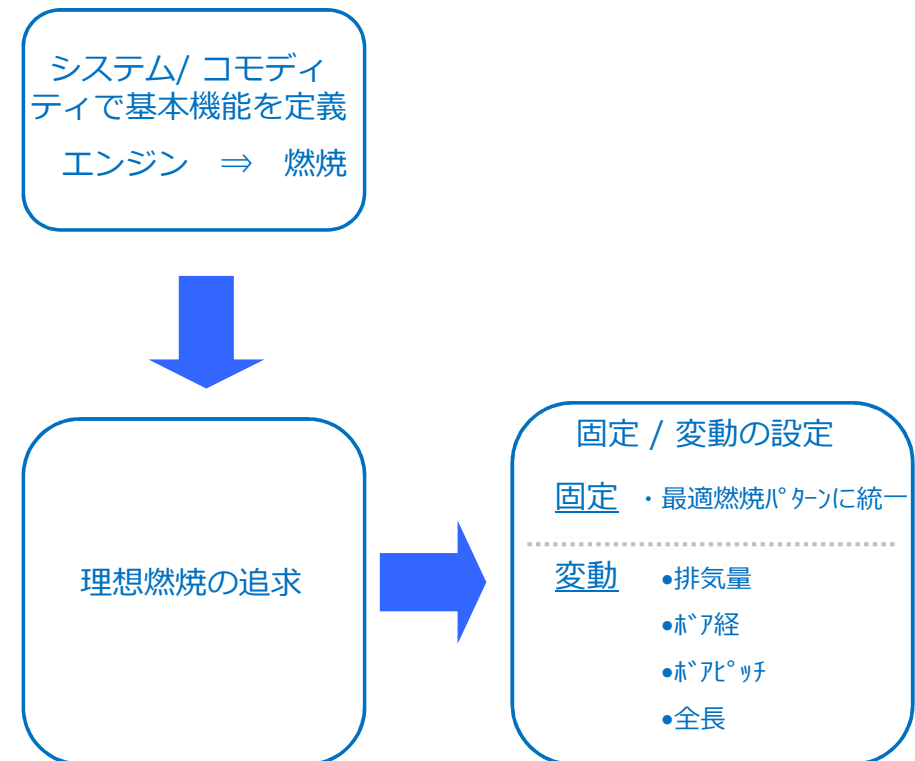 システム/ コモディ
ティで基本機能を定義
エンジン ⇒ 燃焼
理想燃焼の追求
固定 / 変動の設定
固定 ・最適燃焼ﾊﾟﾀｰﾝに統一
変動 •排気量
•ﾎﾞｱ経
•ﾎﾞｱﾋﾟｯﾁ
•全長